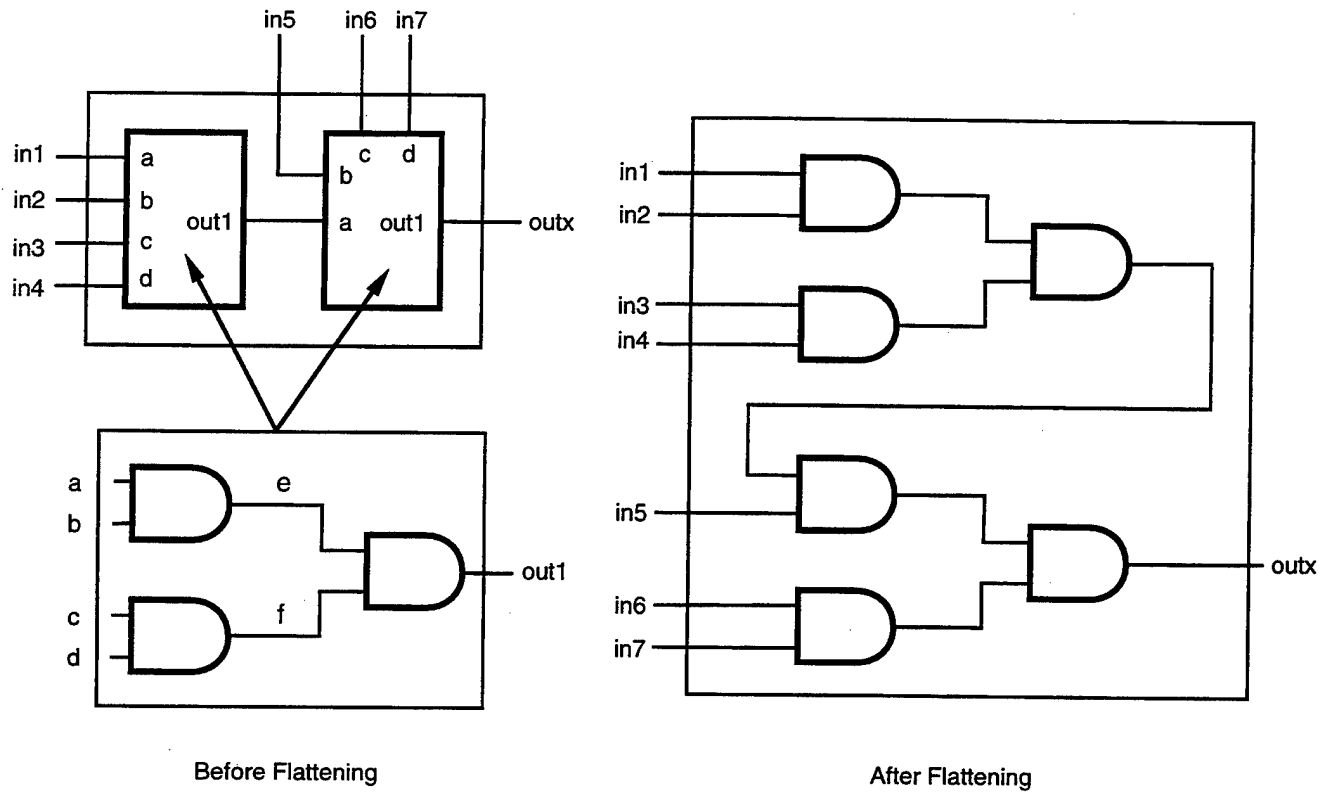 in5 in6 in7
in1
in2
in3
in4
a
b
c
d
out1
c d
b
a out1
outx
a
b
c
d
e
f
out1
Before Flattening
in1
in2
in3
in4
in5
in6
in7
outx
After Flattening